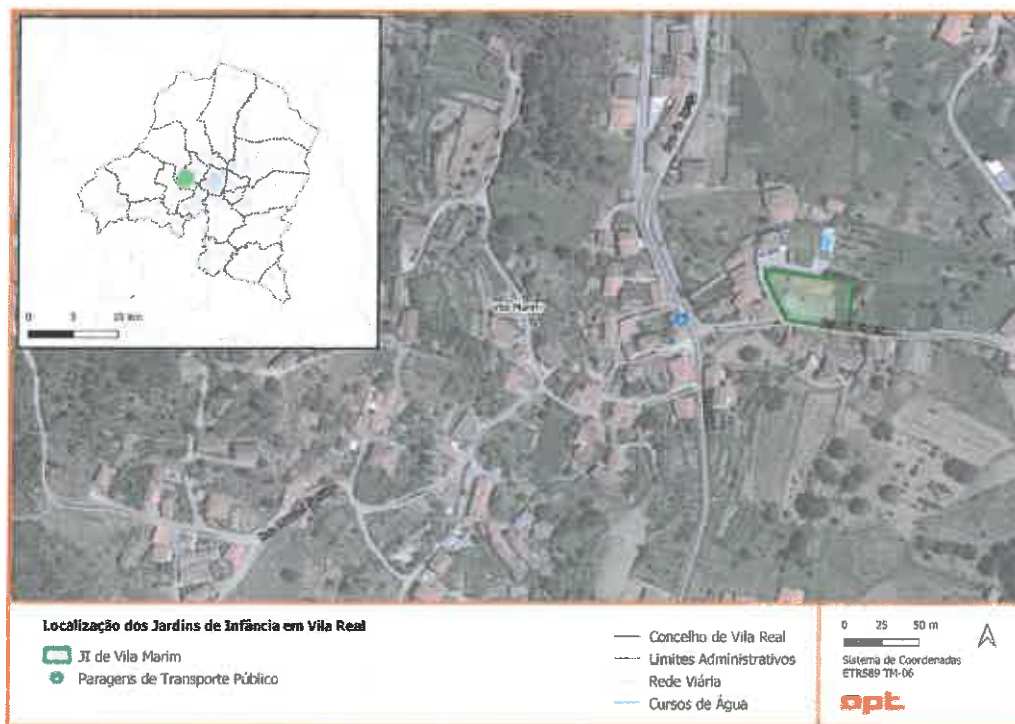 0 5 10 km
Vila Marim
Localização dos Jardins de Infância em Vila Real
JI de Vila Marim
Paragens de Transporte Público
Concelho de Vila Real
Limites Administrativos
Rede Viária
Cursos de Água
0 25 50 m
Sistema de Coordenadas
ETRS89 TM-06
opt